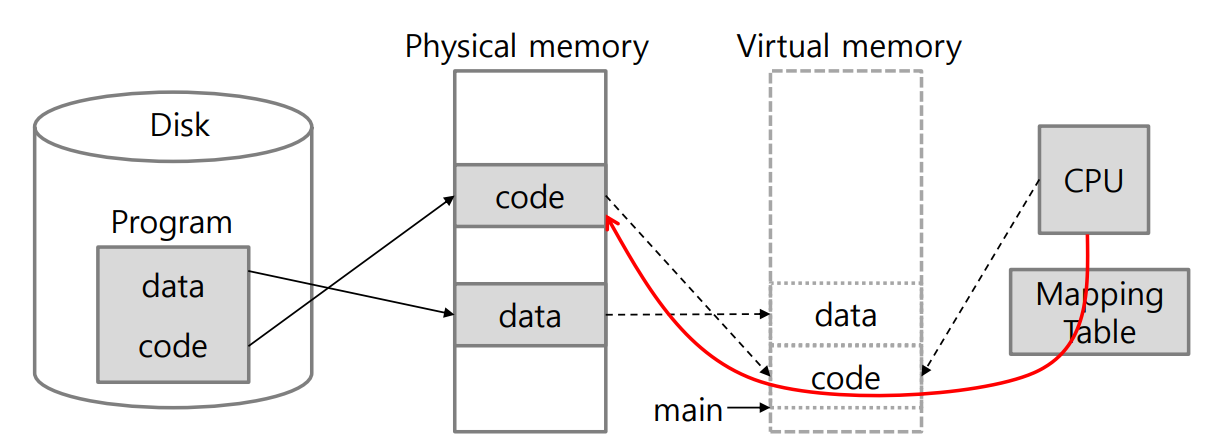 Physical memory
Virtual memory
Disk
Program
data
code
code
data
data
code
main
CPU
Mapping
Table